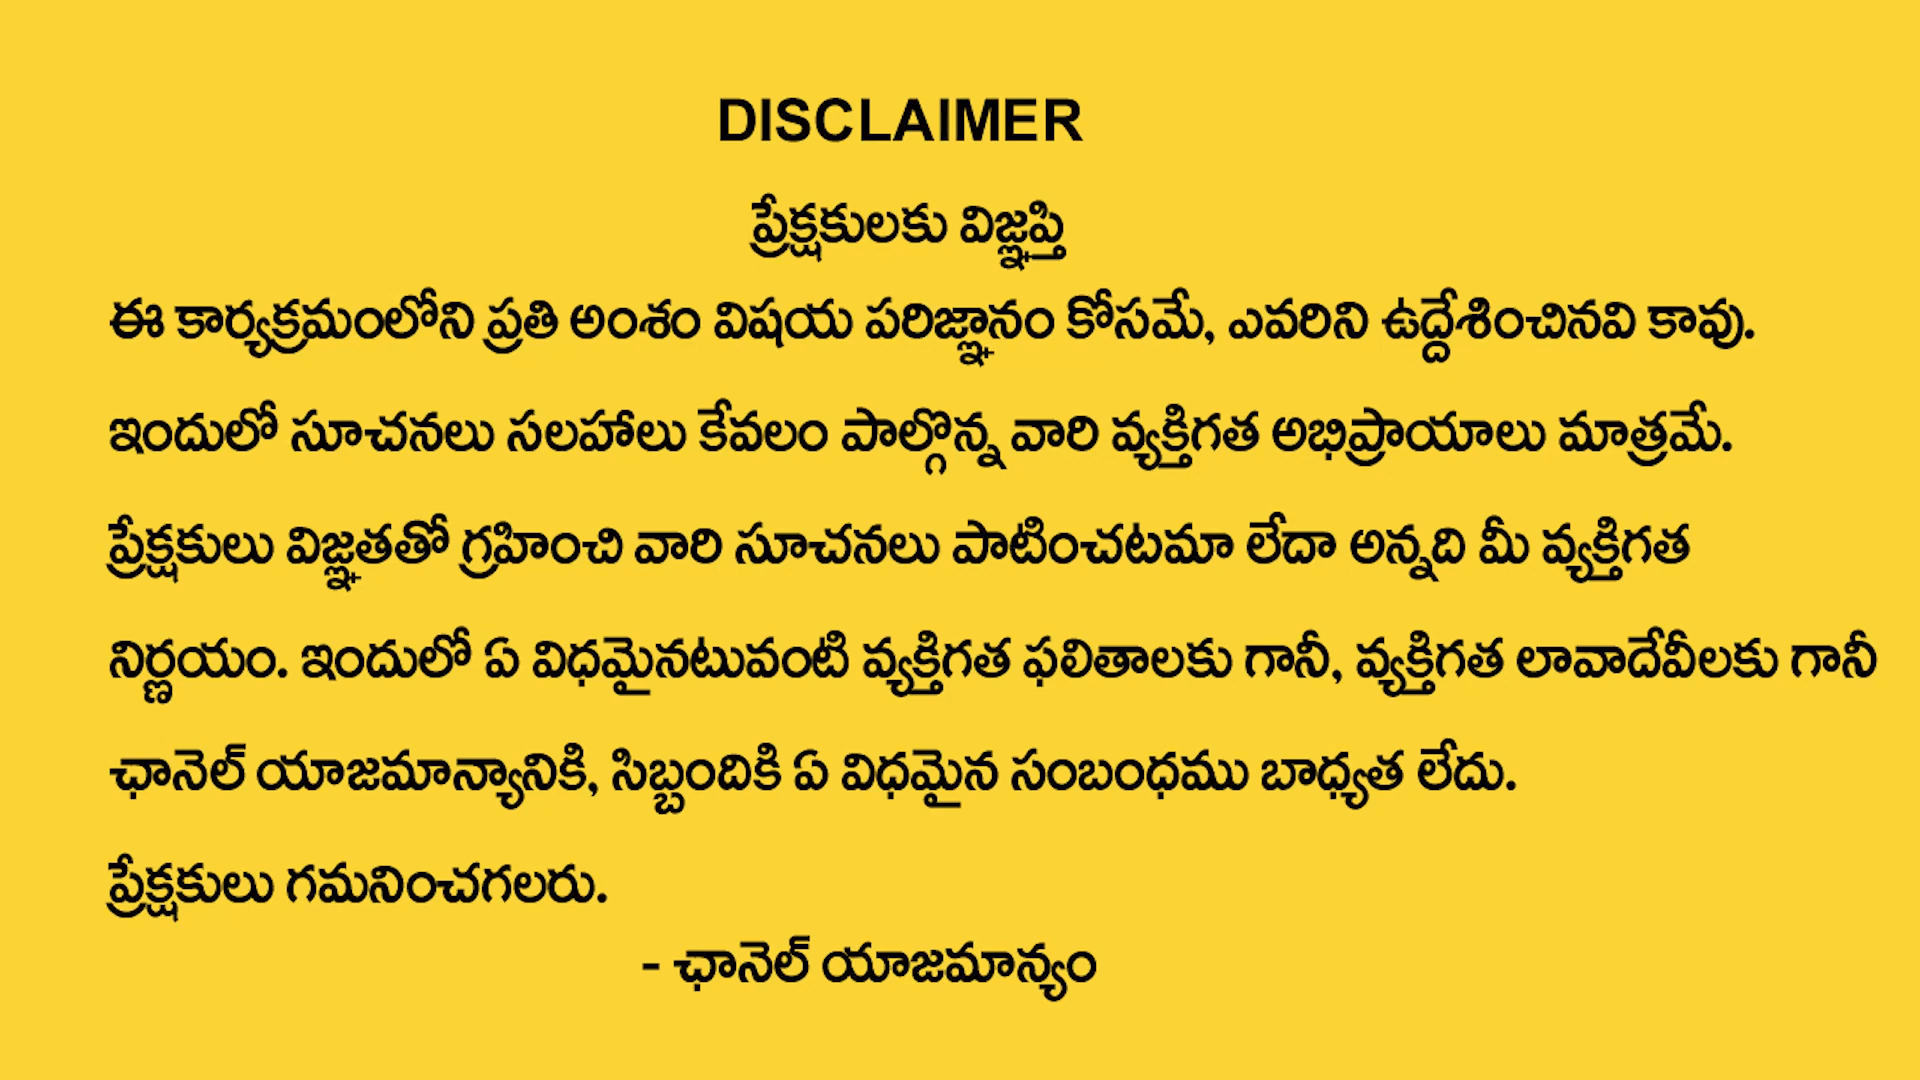 DISCLAIMER
ప్రేక్షకులకు విజ్ఞప్తి
ఈ కార్యక్రమంలోని ప్రతి అంశం విషయ పరిజ్ఞానం కోసమే, ఎవరిని ఉద్దేశించినవి కావు.
ఇందులో సూచనలు సలహాలు కేవలం పాల్గొన్న వారి వ్యక్తిగత అభిప్రాయాలు మాత్రమే.
ప్రేక్షకులు విజ్ఞతతో గ్రహించి వారి సూచనలు పాటించటమా లేదా అన్నది మీ వ్యక్తిగత
నిర్ణయం. ఇందులో ఏ విధమైనటువంటి వ్యక్తిగత ఫలితాలకు గానీ, వ్యక్తిగత లావాదేవీలకు గానీ
ఛానెల్ యాజమాన్యానికి, సిబ్బందికి ఏ విధమైన సంబంధము బాధ్యత లేదు.
ప్రేక్షకులు గమనించగలరు.
- ఛానెల్ యాజమాన్యం